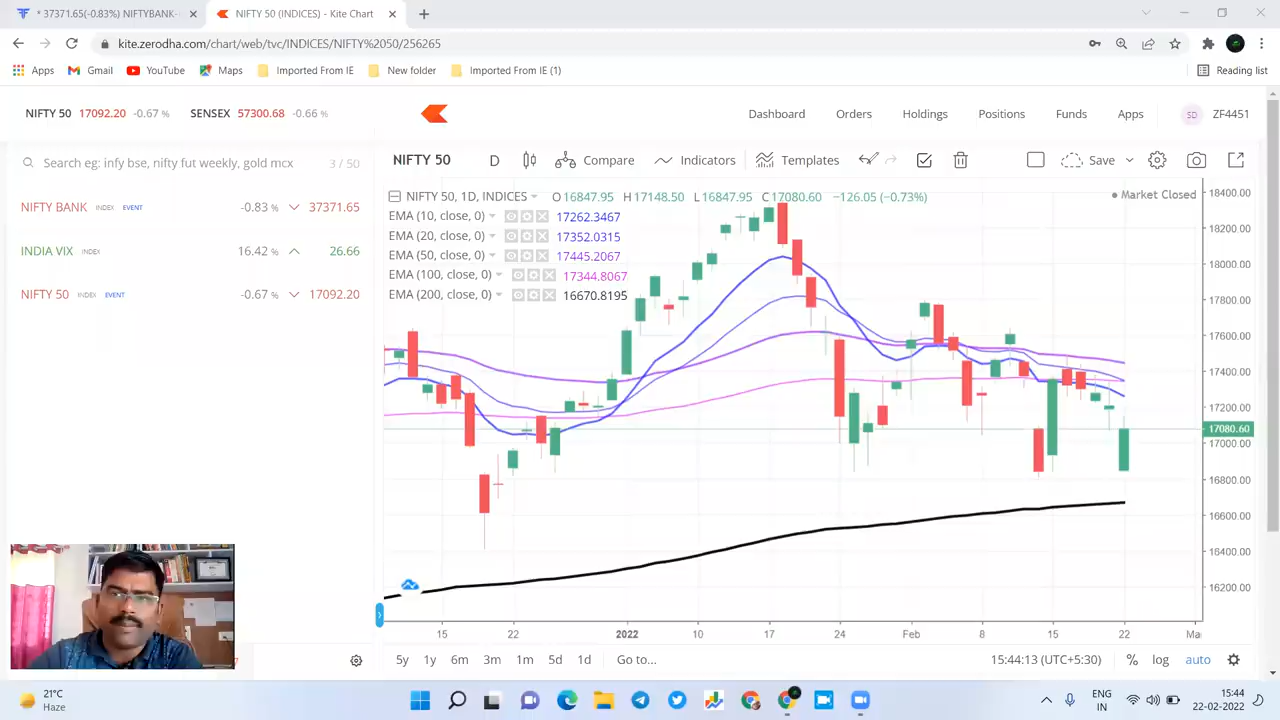 * 37371.65(-0.83%) NIFTYBANK-
NIFTY 50 (INDICES) - Kite Chart
kite.zerodha.com/chart/web/tvc/INDICES/NIFTY%2050/256265
Apps Gmail YouTube Maps Imported From IE New folder Imported From IE (1) Reading list
NIFTY 50 17092.20 -0.67 % SENSEX 57300.68 -0.66 % Dashboard Orders Holdings Positions Funds Apps SD ZF4451
Search eg: infy bse, nifty fut weekly, gold mcx 3 / 50
NIFTY BANK INDEX EVENT -0.83 % 37371.65
INDIA VIX INDEX 16.42 % 26.66
NIFTY 50 INDEX EVENT -0.67 % 17092.20
NIFTY 50 D Compare Indicators Templates Save
NIFTY 50, 1D, INDICES O16847.95 H17148.50 L16847.95 C17080.60 −126.05 (−0.73%)
Market Closed
EMA (10, close, 0) 17262.3467
EMA (20, close, 0) 17352.0315
EMA (50, close, 0) 17445.2067
EMA (100, close, 0) 17344.8067
EMA (200, close, 0) 16670.8195
18400.00
18200.00
18000.00
17800.00
17600.00
17400.00
17200.00
17080.60
17000.00
16800.00
16600.00
16400.00
16200.00
15 22 2022 10 17 24 Feb 8 15 22 Ma
7
5y 1y 6m 3m 1m 5d 1d Go to... 15:44:13 (UTC+5:30) % log auto
21°C
Haze
ENG
IN
15:44
22-02-2022